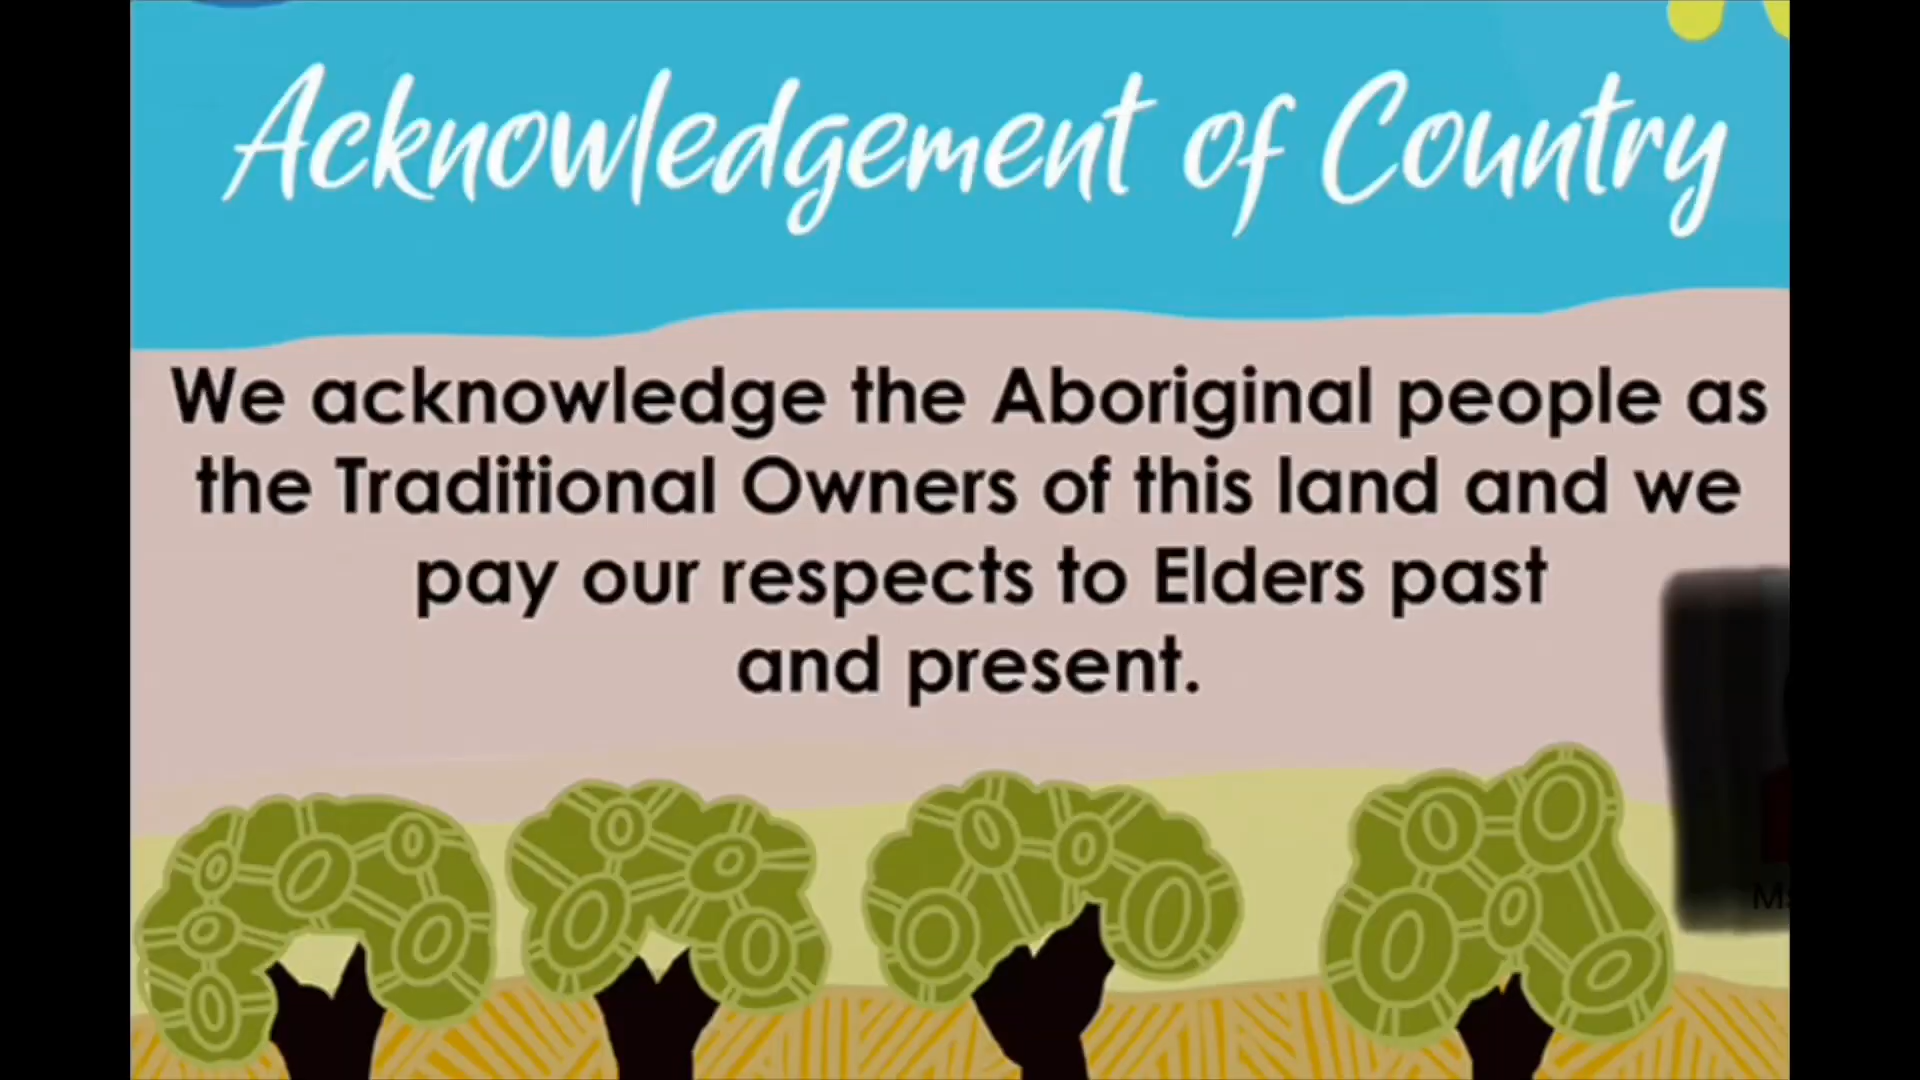 Acknowledgement of Country
We acknowledge the Aboriginal people as
the Traditional Owners of this land and we
pay our respects to Elders past
and present.